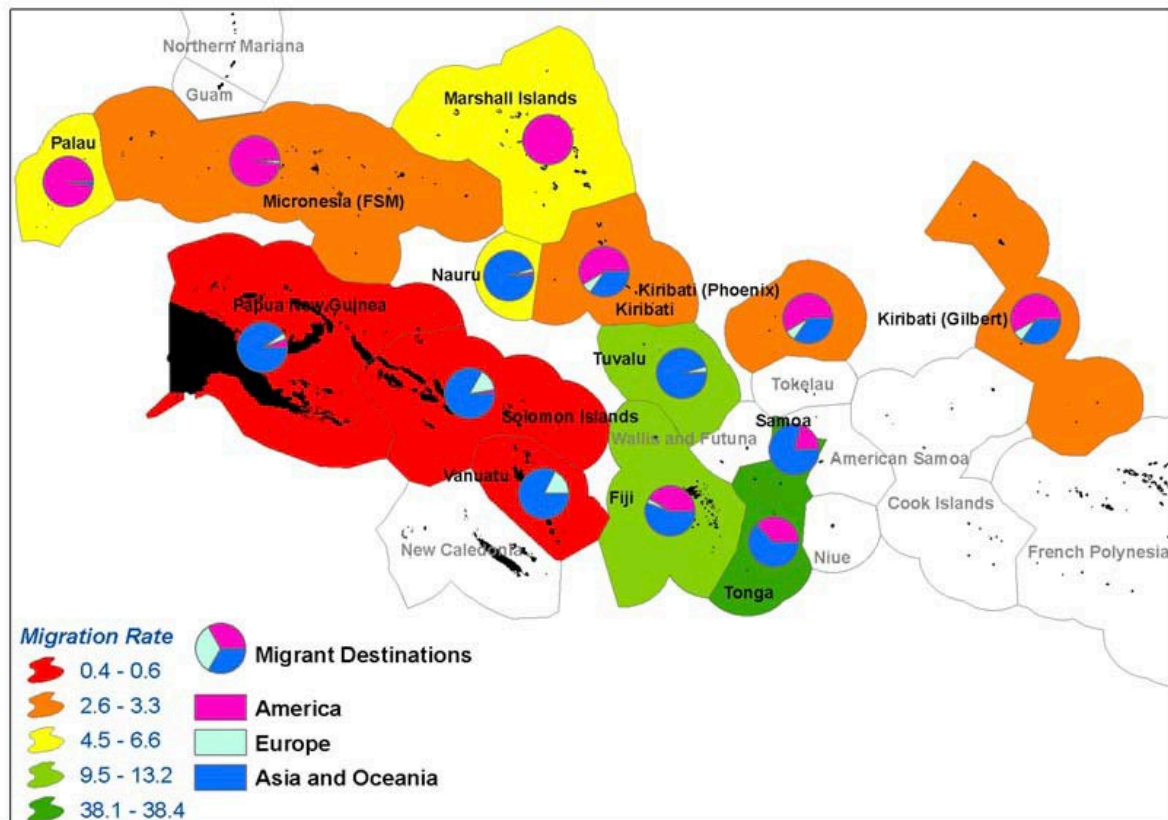 Northern Mariana
Guam
Marshall Islands
Palau
Micronesia (FSM)
Nauru
Kiribati (Phoenix)
Kiribati
Papua New Guinea
Kiribati (Gilbert)
Tuvalu
Tokelau
Solomon Islands
Samoa
Wallis and Futuna
American Samoa
Vanuatu
Fiji
Cook Islands
New Caledonia
Niue
French Polynesia
Tonga
Migration Rate
0.4 - 0.6
2.6 - 3.3
4.5 - 6.6
9.5 - 13.2
38.1 - 38.4
Migrant Destinations
America
Europe
Asia and Oceania